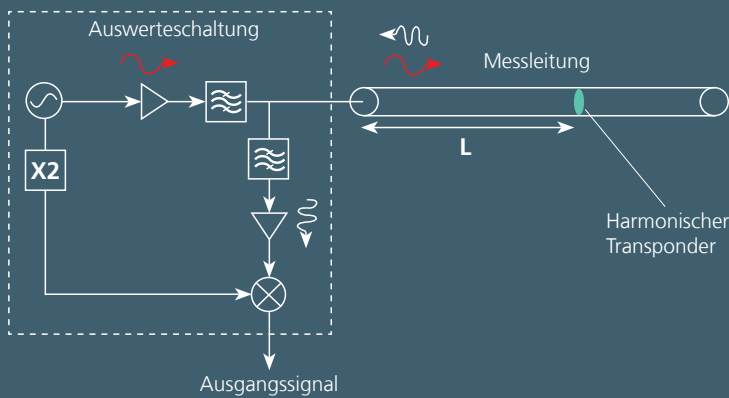 Auswerteschaltung
Messleitung
X2
L
Harmonischer
Transponder
Ausgangssignal